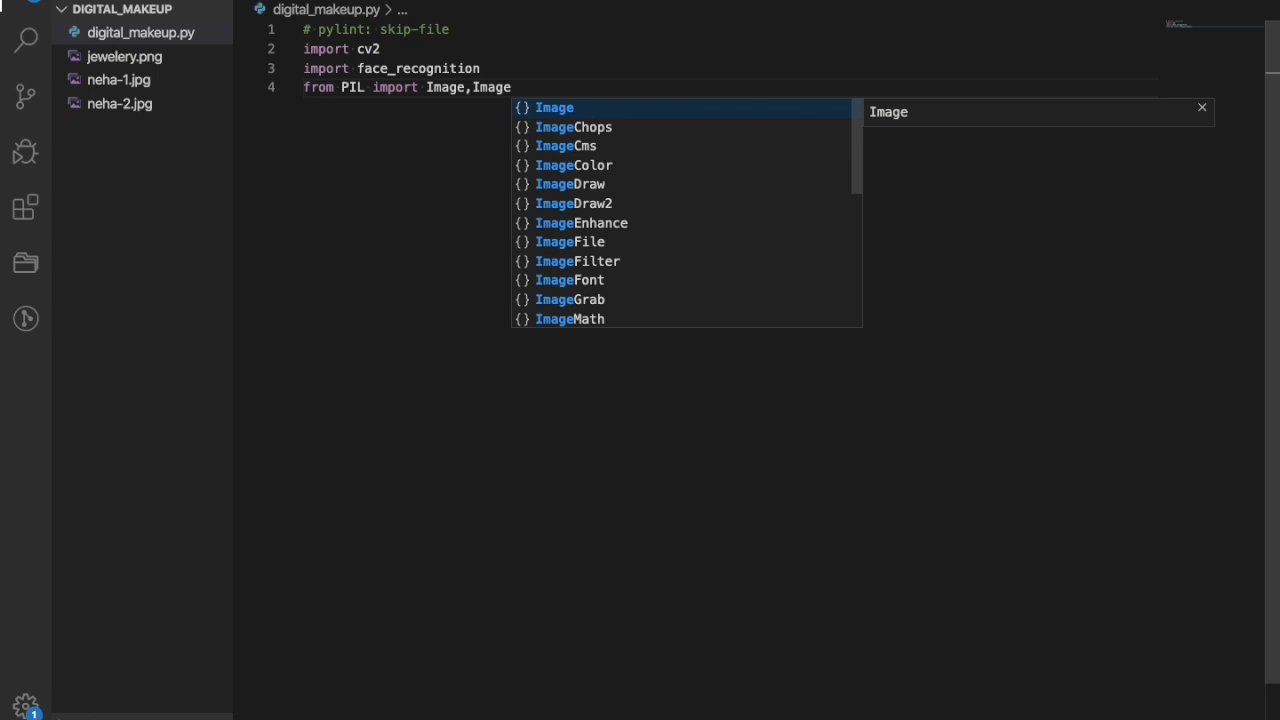 DIGITAL_MAKEUP
digital_makeup.py
jewelery.png
neha-1.jpg
neha-2.jpg
1
digital_makeup.py > ...
1 # pylint: skip-file
2 import cv2
3 import face_recognition
4 from PIL import Image,Image
{} Image
{} ImageChops
{} ImageCms
{} ImageColor
{} ImageDraw
{} ImageDraw2
{} ImageEnhance
{} ImageFile
{} ImageFilter
{} ImageFont
{} ImageGrab
{} ImageMath
Image